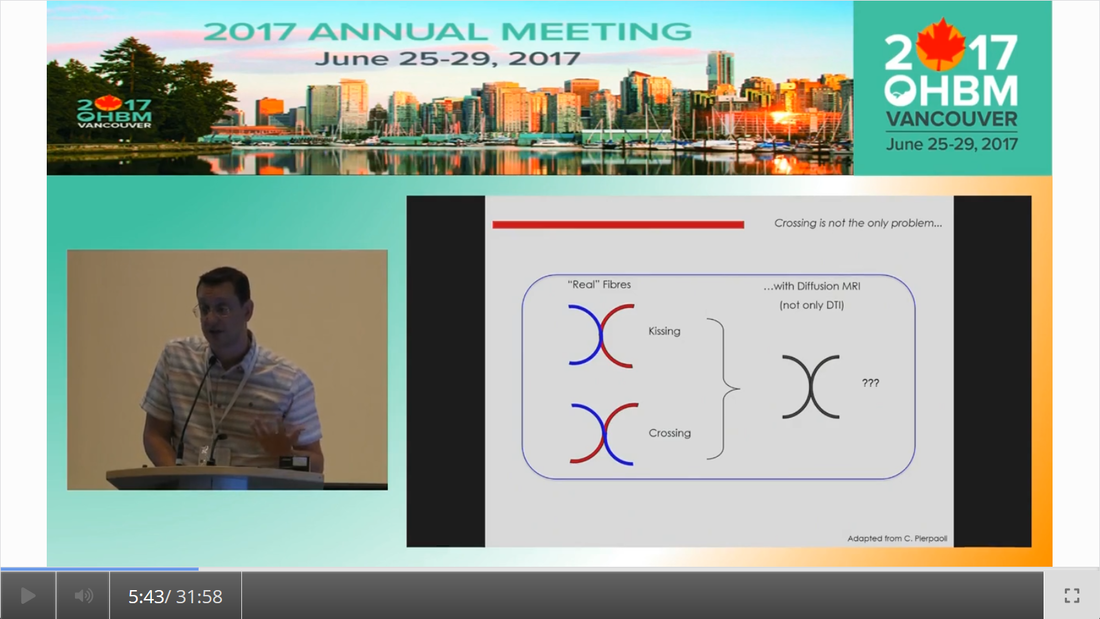 2017 ANNUAL MEETING
June 25-29, 2017
2017
OHBM
VANCOUVER
2017
OHBM
VANCOUVER
June 25-29, 2017
Crossing is not the only problem...
“Real” Fibres
...with Diffusion MRI
(not only DTI)
Kissing
???
Crossing
Adapted from C. Pierpaoli
5:43/ 31:58